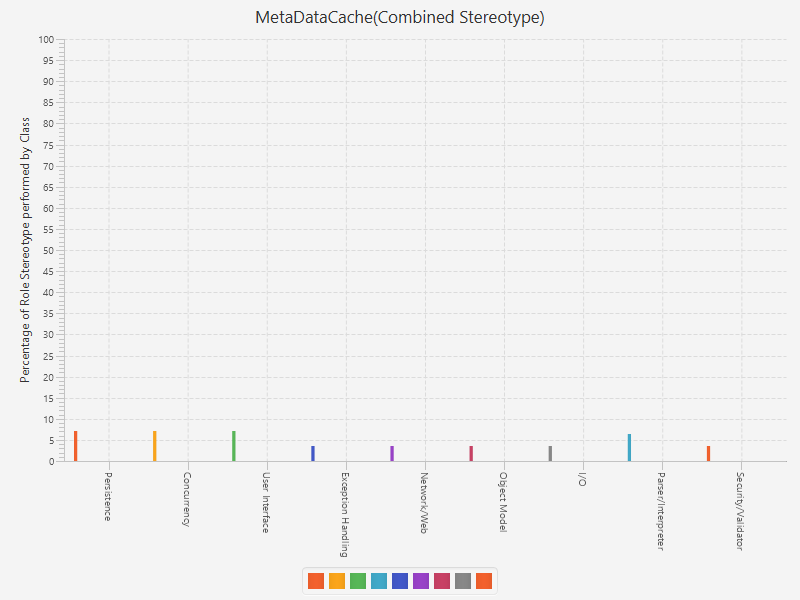 MetaDataCache(Combined Stereotype)
Percentage of Role Stereotype performed by Class
100
95
90
85
80
75
70
65
60
55
50
45
40
35
30
25
20
15
10
5
0
Persistence
Concurrency
User Interface
Exception Handling
Network/Web
Object Model
I/O
Parser/Interpreter
Security/Validator